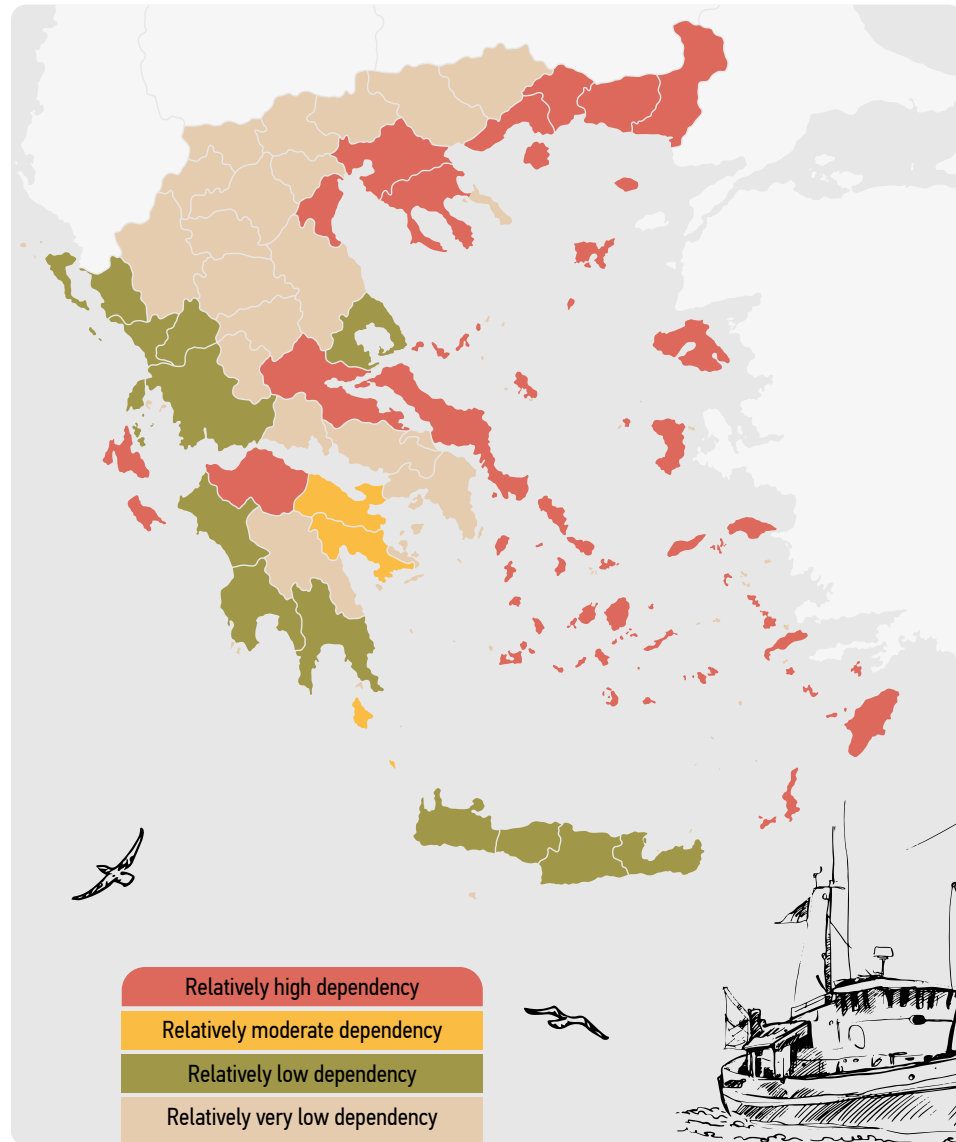 Relatively high dependency
Relatively moderate dependency
Relatively low dependency
Relatively very low dependency